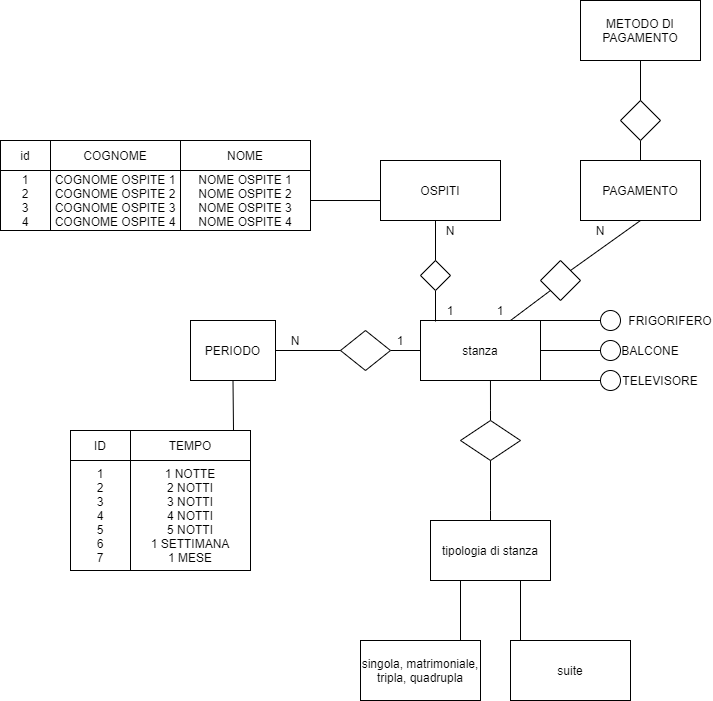 METODO DI
PAGAMENTO
id COGNOME NOME
1 COGNOME OSPITE 1 NOME OSPITE 1
2 COGNOME OSPITE 2 NOME OSPITE 2
3 COGNOME OSPITE 3 NOME OSPITE 3
4 COGNOME OSPITE 4 NOME OSPITE 4
OSPITI
PAGAMENTO
N
N
1
1
PERIODO
N
1
stanza
FRIGORIFERO
BALCONE
TELEVISORE
ID TEMPO
1 1 NOTTE
2 2 NOTTI
3 3 NOTTI
4 4 NOTTI
5 5 NOTTI
6 1 SETTIMANA
7 1 MESE
tipologia di stanza
singola, matrimoniale,
tripla, quadrupla
suite